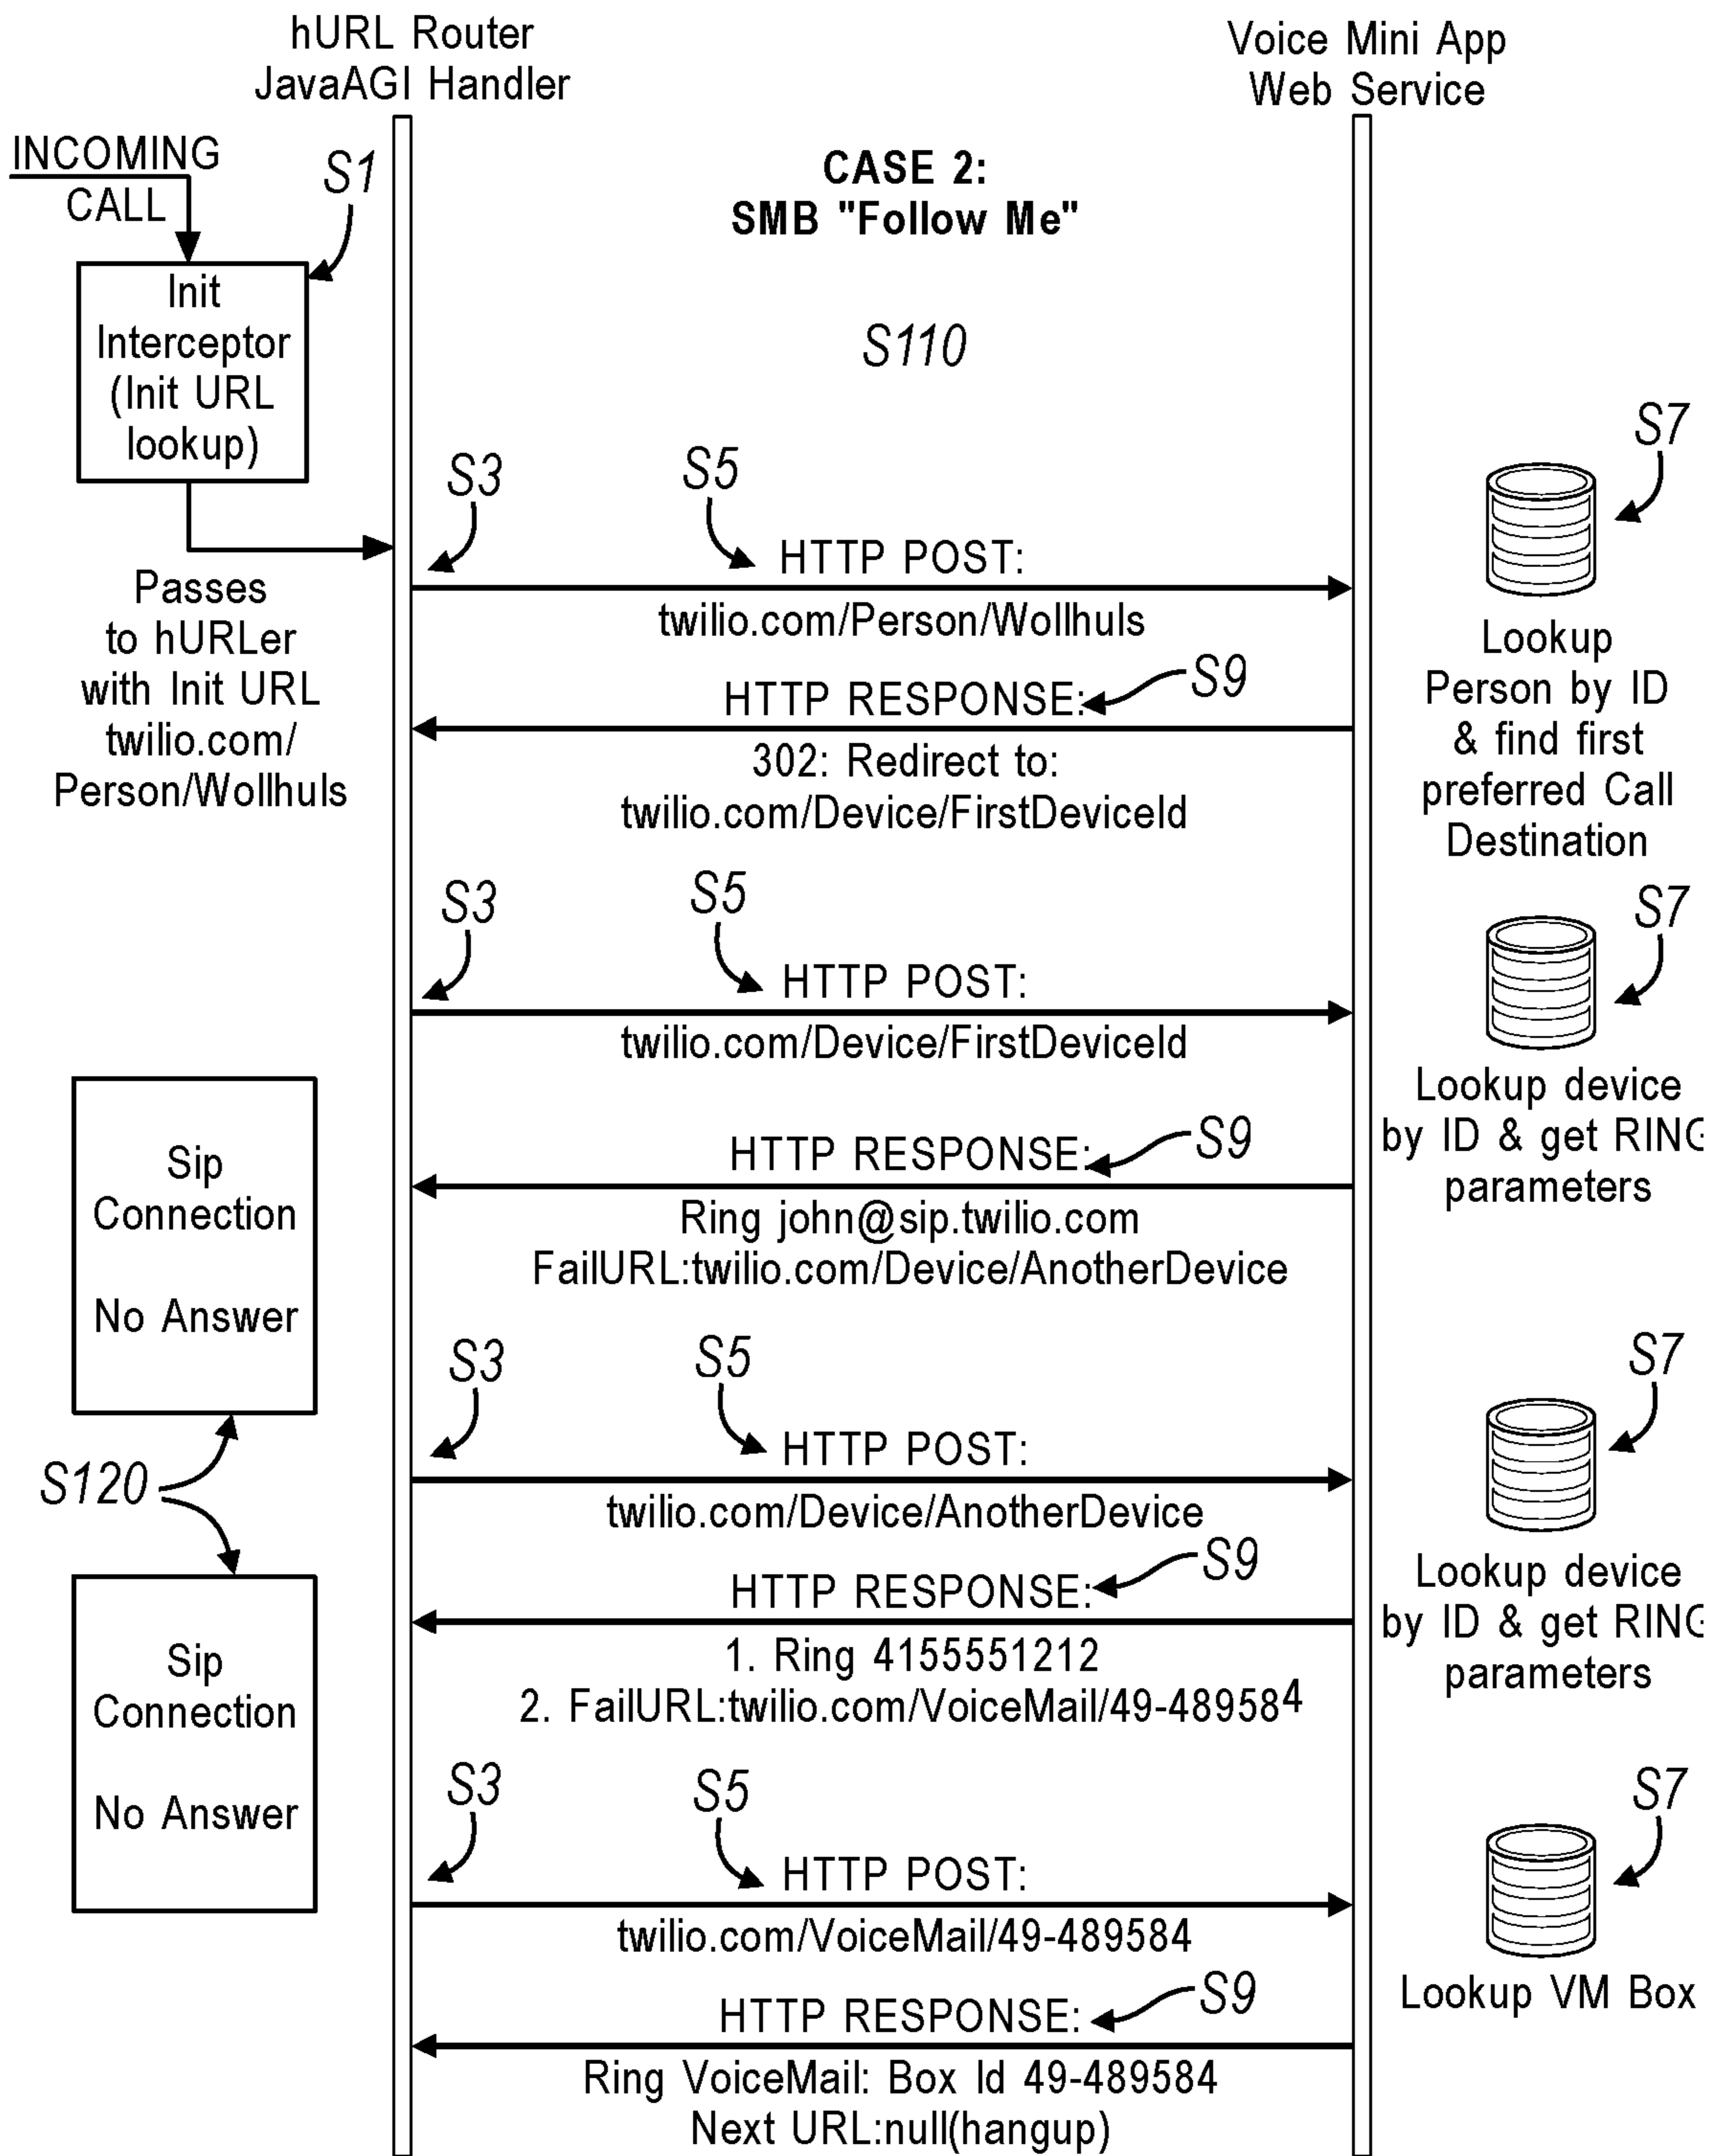 hURL Router
JavaAGI Handler
Voice Mini App
Web Service
INCOMING
CALL
S1
CASE 2:
SMB "Follow Me"
Init
Interceptor
(Init URL
lookup)
S110
S7
S3
S5
HTTP POST:
twilio.com/Person/Wollhuls
Passes
to hURLer
with Init URL
twilio.com/
Person/Wollhuls
Lookup
Person by ID
& find first
preferred Call
Destination
HTTP RESPONSE:
S9
302: Redirect to:
twilio.com/Device/FirstDeviceId
S3
S5
S7
HTTP POST:
twilio.com/Device/FirstDeviceId
Lookup device
by ID & get RING
parameters
Sip
Connection
No Answer
HTTP RESPONSE:
S9
Ring john@sip.twilio.com
FailURL:twilio.com/Device/AnotherDevice
S3
S5
S7
HTTP POST:
S120
twilio.com/Device/AnotherDevice
HTTP RESPONSE:
S9
Lookup device
by ID & get RING
parameters
Sip
Connection
No Answer
1. Ring 4155551212
2. FailURL:twilio.com/VoiceMail/49-489584
S3
S5
S7
HTTP POST:
twilio.com/VoiceMail/49-489584
Lookup VM Box
HTTP RESPONSE:
S9
Ring VoiceMail: Box Id 49-489584
Next URL:null(hangup)